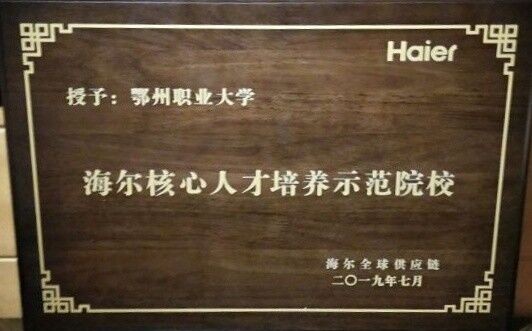 Haier
授予：鄂州职业大学
海尔核心人才培养示范院校
海尔全球供应链
二〇一九年七月